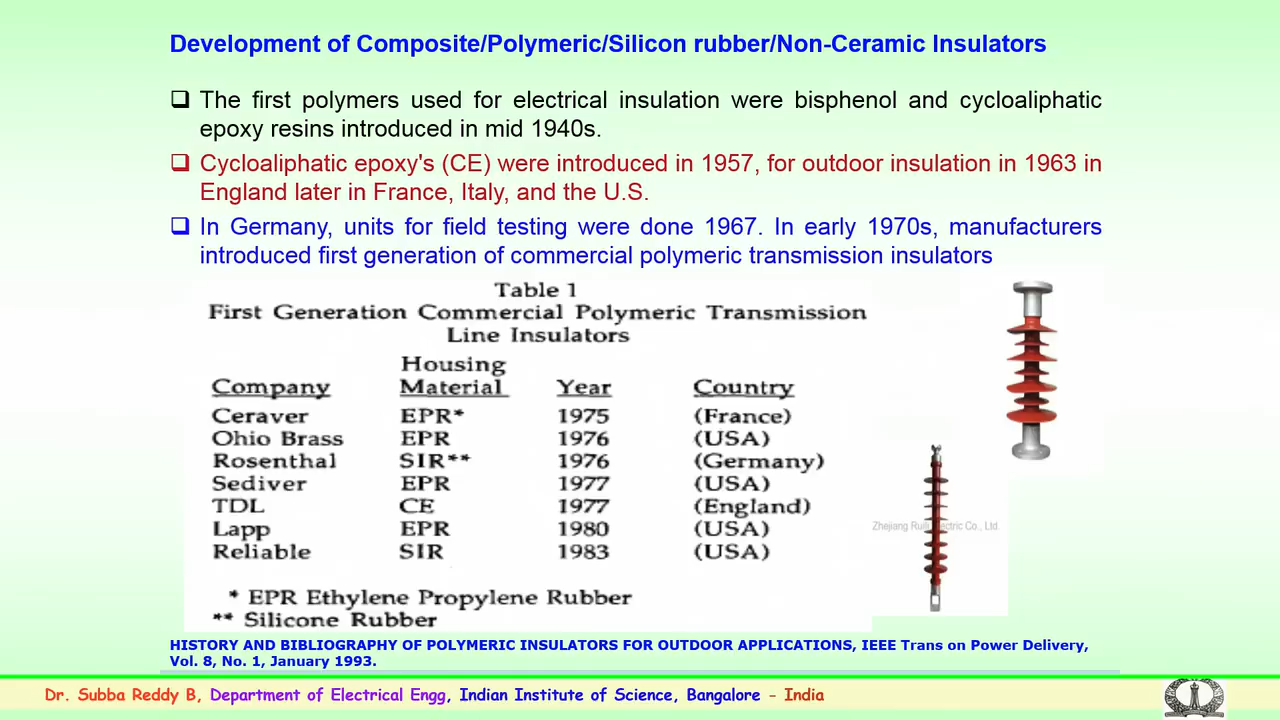 Development of Composite/Polymeric/Silicon rubber/Non-Ceramic Insulators
❑ The first polymers used for electrical insulation were bisphenol and cycloaliphatic
epoxy resins introduced in mid 1940s.
❑ Cycloaliphatic epoxy's (CE) were introduced in 1957, for outdoor insulation in 1963 in
England later in France, Italy, and the U.S.
❑ In Germany, units for field testing were done 1967. In early 1970s, manufacturers
introduced first generation of commercial polymeric transmission insulators
Table 1
First Generation Commercial Polymeric Transmission
Line Insulators
Housing
Company Material Year Country
Ceraver EPR* 1975 (France)
Ohio Brass EPR 1976 (USA)
Rosenthal SIR** 1976 (Germany)
Sediver EPR 1977 (USA)
TDL CE 1977 (England)
Lapp EPR 1980 (USA)
Reliable SIR 1983 (USA)
* EPR Ethylene Propylene Rubber
** Silicone Rubber
Zhejiang Co., Ltd.
HISTORY AND BIBLIOGRAPHY OF POLYMERIC INSULATORS FOR OUTDOOR APPLICATIONS, IEEE Trans on Power Delivery,
Vol. 8, No. 1, January 1993.
Dr. Subba Reddy B, Department of Electrical Engg, Indian Institute of Science, Bangalore - India